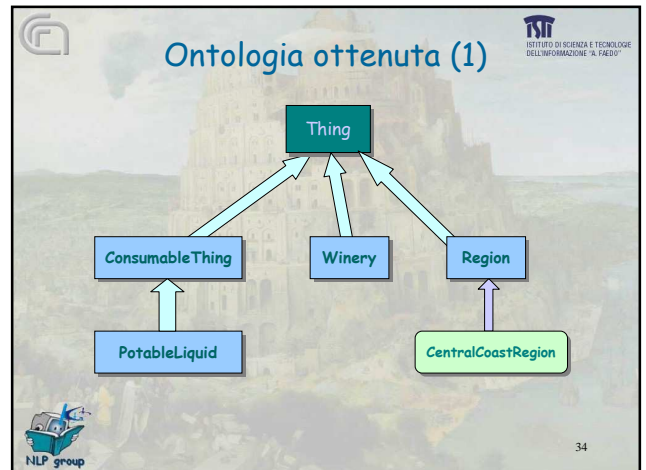 ISTI
ISTITUTO DI SCIENZA E TECNOLOGIE
DELL'INFORMAZIONE "A. FAEDO"
Ontologia ottenuta (1)
Thing
ConsumableThing
Winery
Region
PotableLiquid
CentralCoastRegion
NLP group
34